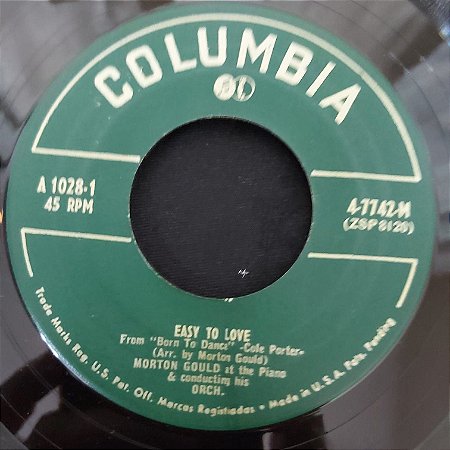 COLUMBIA
A 1028-1
45 RPM
4-7742-M
(ZSP8120)
EASY TO LOVE
From "Born To Dance" -Cole Porter-
(Arr. by Morton Gould)
MORTON GOULD at the Piano
& conducting his
ORCH.
Trade Marks Reg. U.S. Pat. Off. Marcas Registradas • Made in U.S.A. Pats. Pending